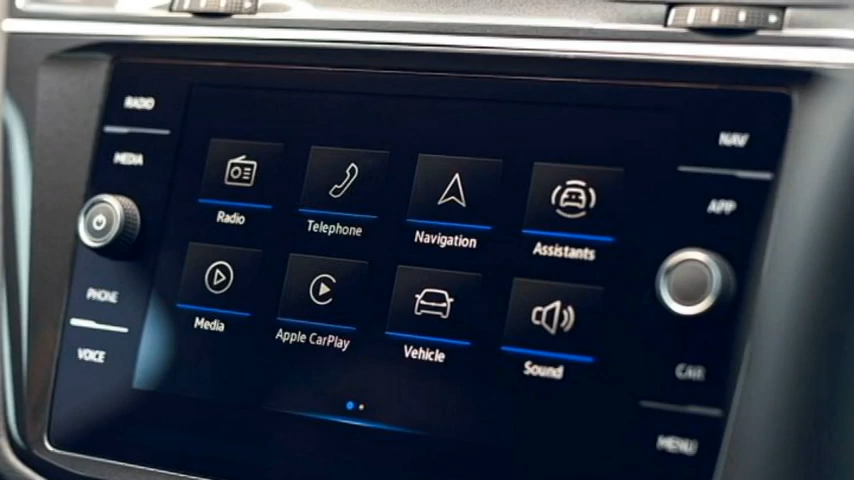 RADIO
MEDIA
PHONE
VOICE
Radio
Telephone
Navigation
Assistants
Media
Apple CarPlay
Vehicle
Sound
NAV
APP
CAR
MENU